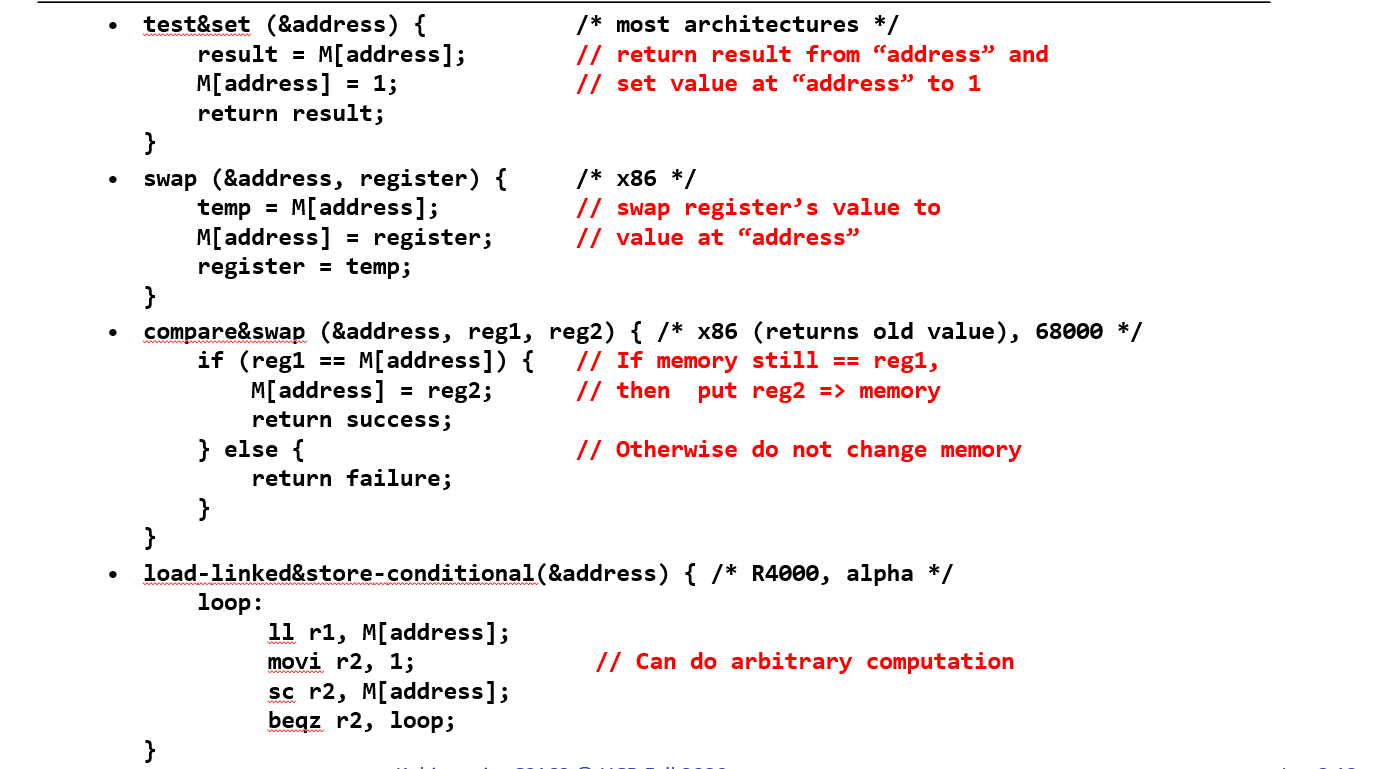 • test&set (&address) { /* most architectures */
result = M[address]; // return result from “address” and
M[address] = 1; // set value at “address” to 1
return result;
}
• swap (&address, register) { /* x86 */
temp = M[address]; // swap register’s value to
M[address] = register; // value at “address”
register = temp;
}
• compare&swap (&address, reg1, reg2) { /* x86 (returns old value), 68000 */
if (reg1 == M[address]) { // If memory still == reg1,
M[address] = reg2; // then put reg2 => memory
return success;
} else { // Otherwise do not change memory
return failure;
}
}
• load-linked&store-conditional(&address) { /* R4000, alpha */
loop:
ll r1, M[address];
movi r2, 1; // Can do arbitrary computation
sc r2, M[address];
beqz r2, loop;
}